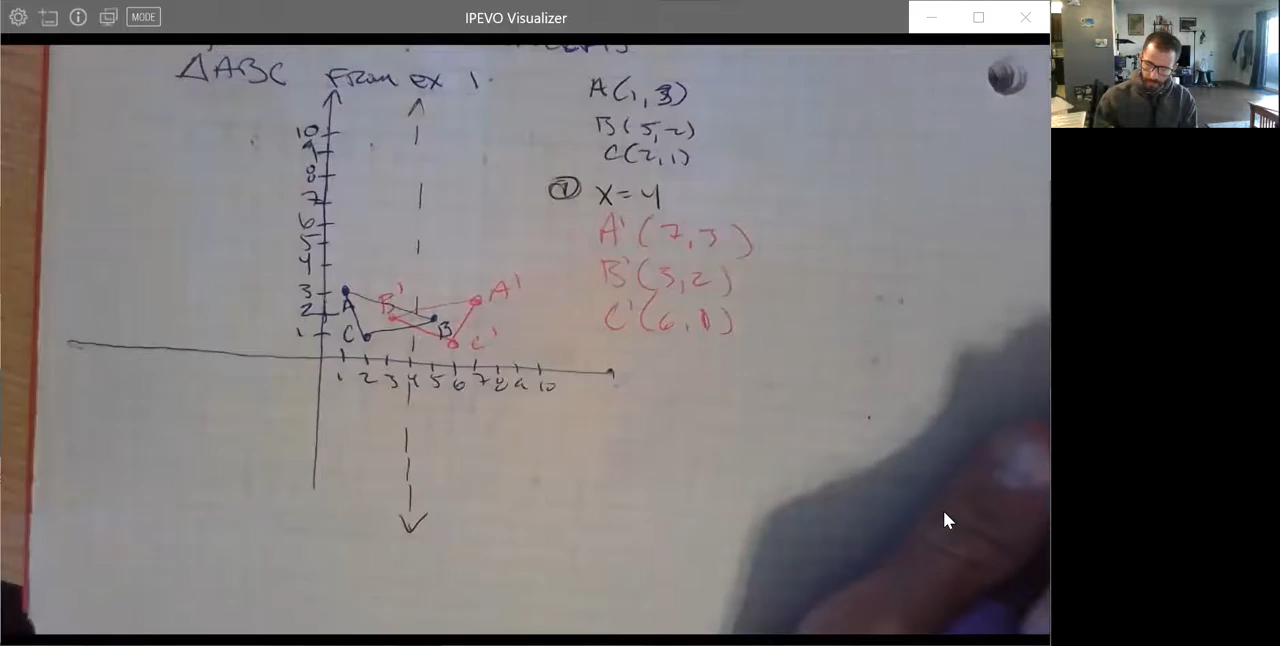 IPEVO Visualizer
MODE
△ABC From ex 1
A(1,3)
B(5,2)
C(2,1)
① x=4
A'(7,3)
B'(3,2)
C'(6,1)
10
9
8
7
6
5
4
3
2
1
A
B'
A'
C
B
C'
1 2 3 4 5 6 7 8 9 10